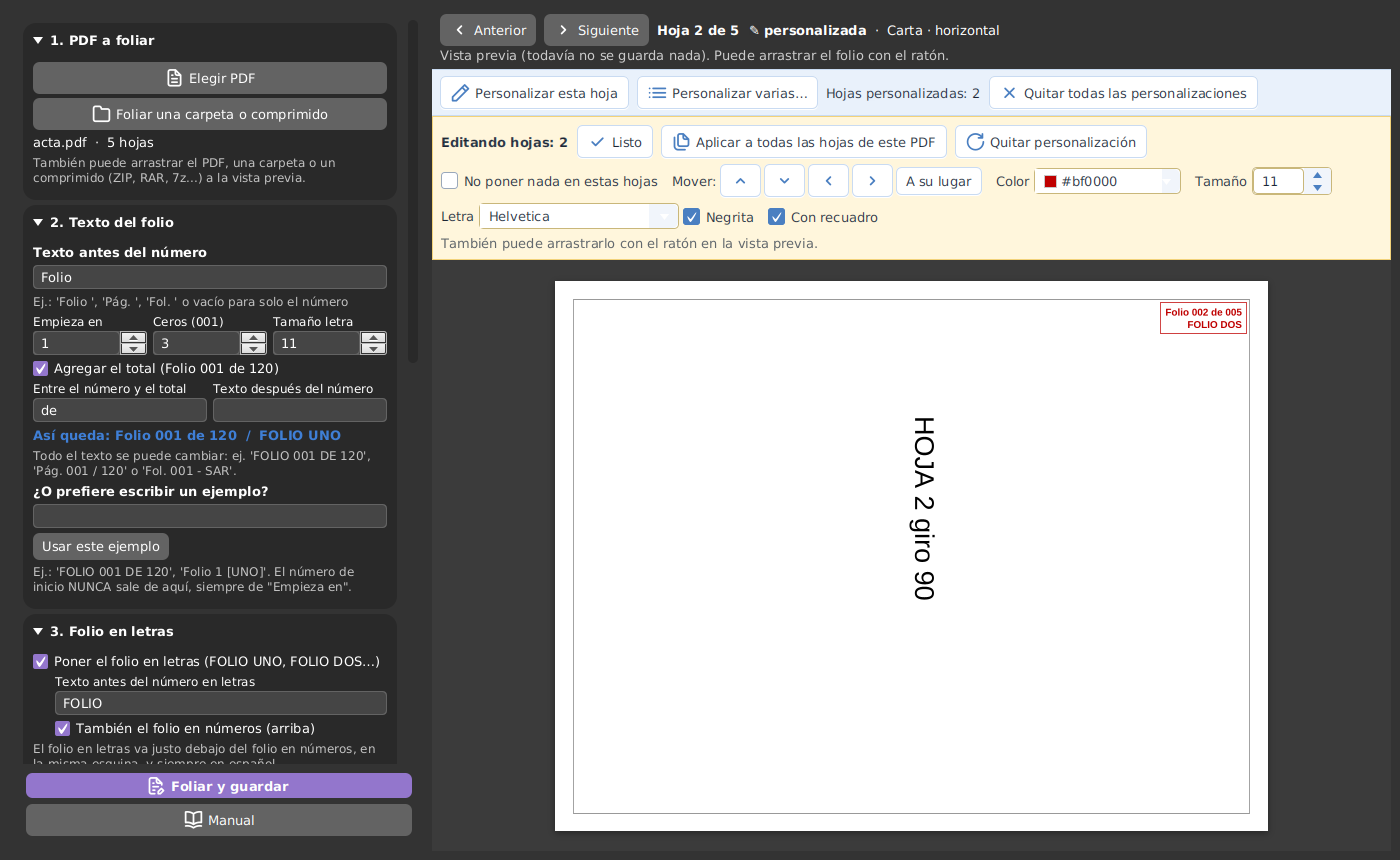 1. PDF a foliar
Elegir PDF
Foliar una carpeta o comprimido
acta.pdf · 5 hojas
También puede arrastrar el PDF, una carpeta o un
comprimido (ZIP, RAR, 7z...) a la vista previa.
2. Texto del folio
Texto antes del número
Folio
Ej.: 'Folio ', 'Pág. ', 'Fol. ' o vacío para solo el número
Empieza en Ceros (001) Tamaño letra
1 3 11
Agregar el total (Folio 001 de 120)
Entre el número y el total Texto después del número
de
Así queda: Folio 001 de 120 / FOLIO UNO
Todo el texto se puede cambiar: ej. 'FOLIO 001 DE 120',
'Pág. 001 / 120' o 'Fol. 001 - SAR'.
¿O prefiere escribir un ejemplo?
Usar este ejemplo
Ej.: 'FOLIO 001 DE 120', 'Folio 1 [UNO]'. El número de
inicio NUNCA sale de aquí, siempre de "Empieza en".
3. Folio en letras
Poner el folio en letras (FOLIO UNO, FOLIO DOS...)
Texto antes del número en letras
FOLIO
También el folio en números (arriba)
El folio en letras va justo debajo del folio en números, en
la misma esquina, y siempre en español.
Foliar y guardar
Manual
Anterior Siguiente Hoja 2 de 5 ✎ personalizada · Carta · horizontal
Vista previa (todavía no se guarda nada). Puede arrastrar el folio con el ratón.
Personalizar esta hoja Personalizar varias... Hojas personalizadas: 2 Quitar todas las personalizaciones
Editando hojas: 2 Listo Aplicar a todas las hojas de este PDF Quitar personalización
No poner nada en estas hojas Mover: A su lugar Color #bf0000 Tamaño 11
Letra Helvetica Negrita Con recuadro
También puede arrastrarlo con el ratón en la vista previa.
Folio 002 de 005
FOLIO DOS
HOJA 2 giro 90